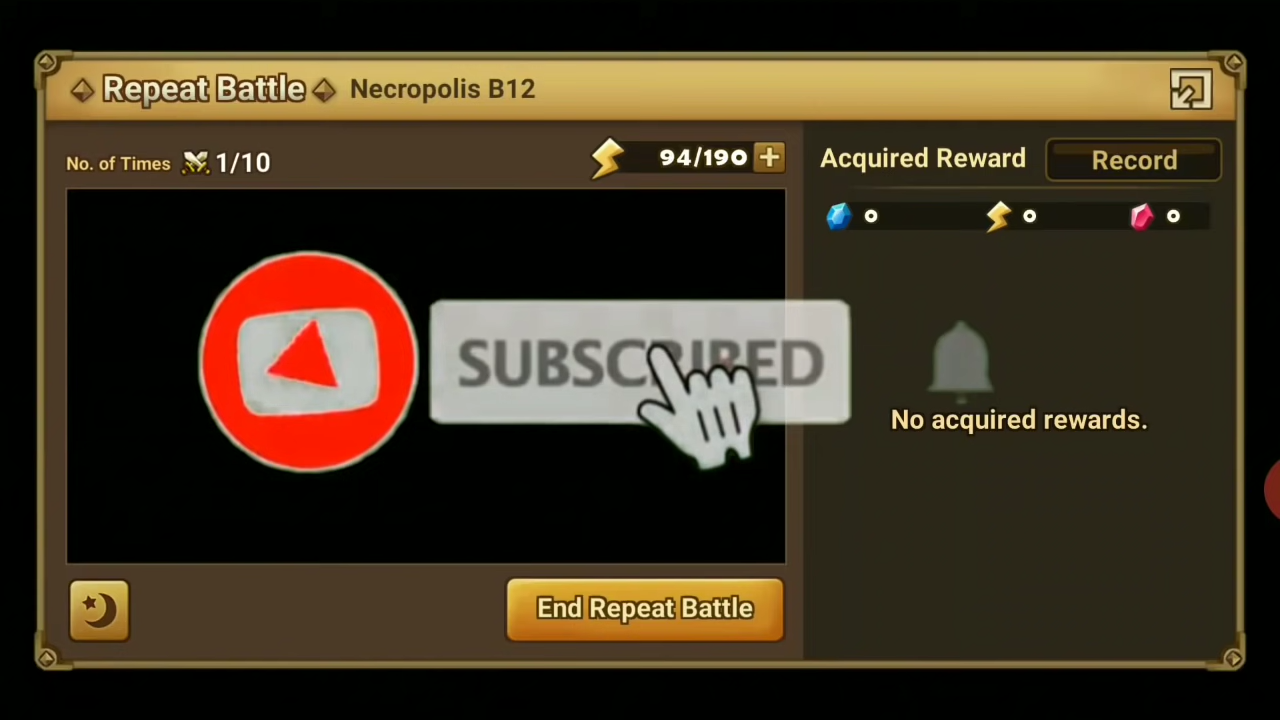 Repeat Battle Necropolis B12
No. of Times 1/10
94/190 +
Acquired Reward Record
0 0 0
SUBSCRIBED
No acquired rewards.
End Repeat Battle